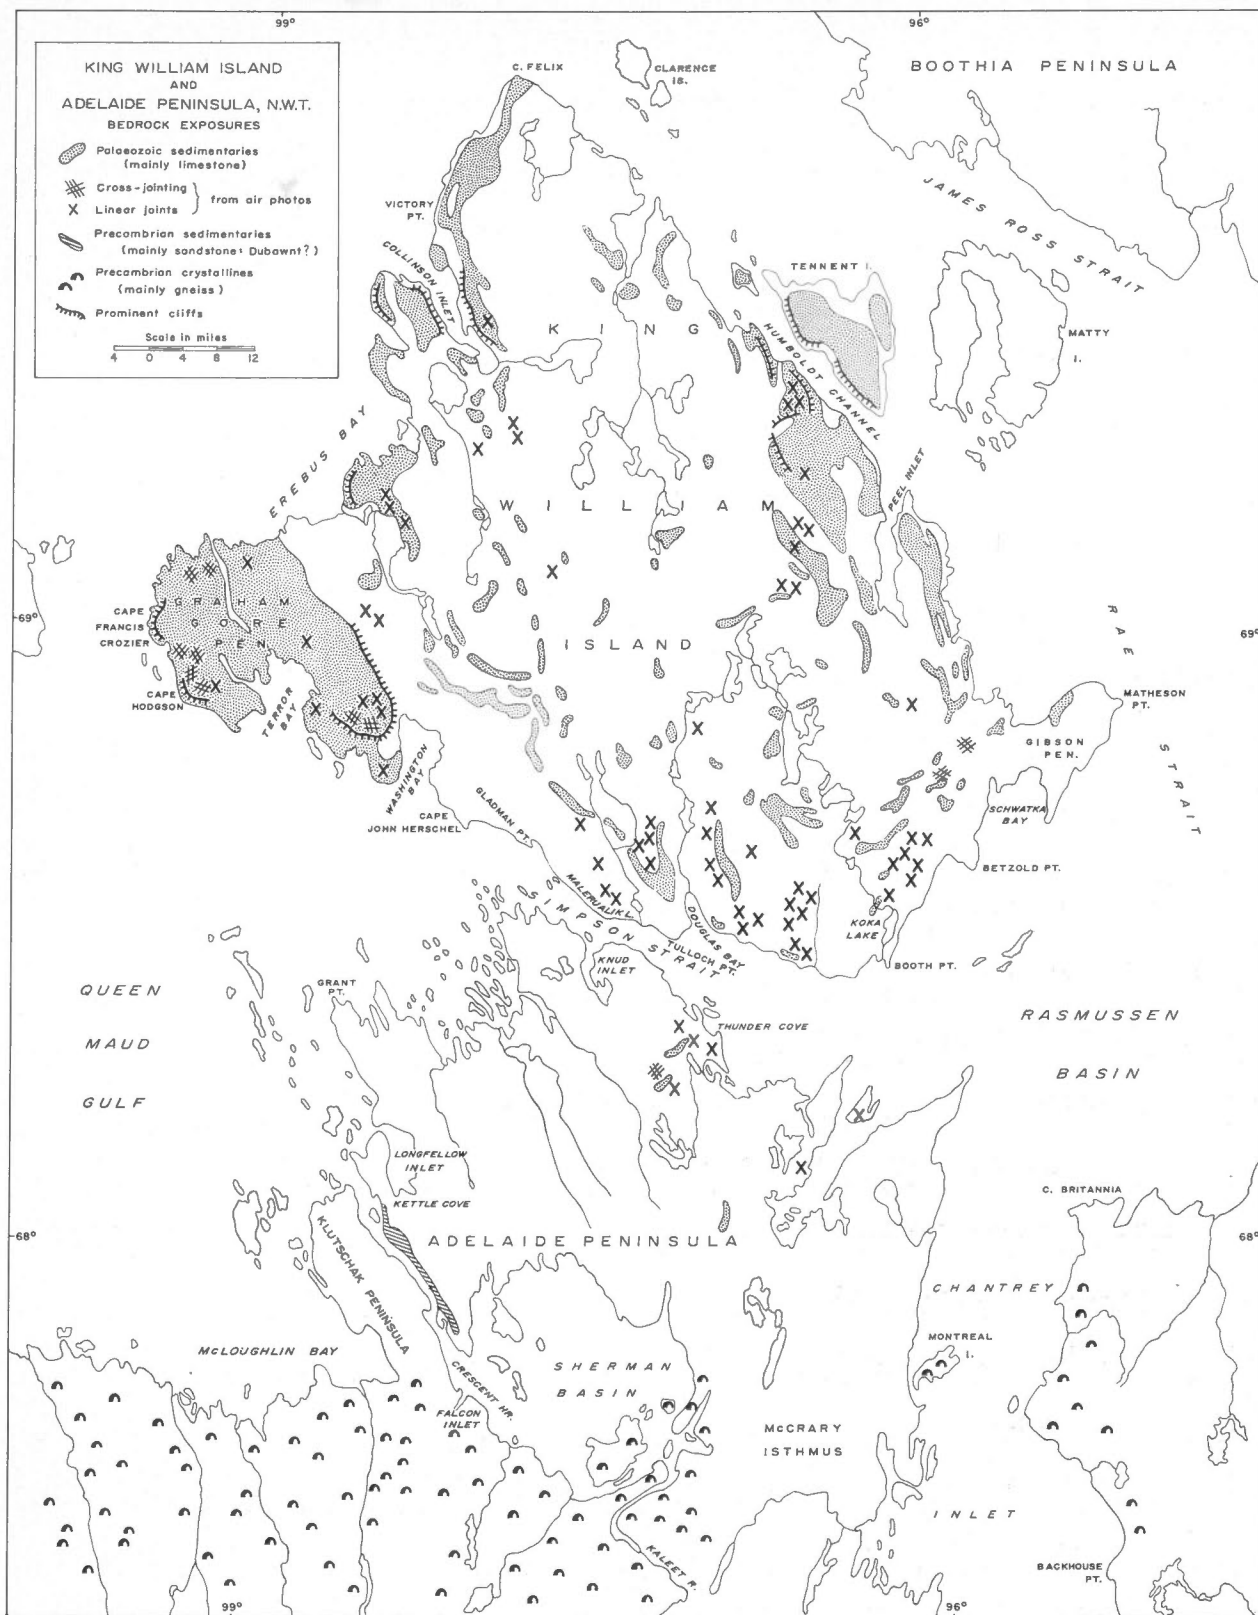 99°
96°
KING WILLIAM ISLAND
AND
ADELAIDE PENINSULA, N.W.T.
BEDROCK EXPOSURES
Palaeozoic sedimentaries
(mainly limestone)
Cross-jointing
Linear joints
from air photos
Precambrian sedimentaries
(mainly sandstone: Dubawnt?)
Precambrian crystallines
(mainly gneiss)
Prominent cliffs
Scale in miles
4 0 4 8 12
C. FELIX
CLARENCE
IS.
BOOTHIA PENINSULA
JAMES ROSS STRAIT
VICTORY
PT.
COLLINSON INLET
TENNENT I.
MATTY
I.
HUMBOLDT CHANNEL
KING
WILLIAM
ISLAND
EREBUS BAY
PEEL INLET
69°
69°
GRAHAM
GORE
PEN.
CAPE
FRANCIS
CROZIER
CAPE
HODGSON
TERROR
BAY
WASHINGTON
BAY
CAPE
JOHN HERSCHEL
GLADMAN PT.
RAE STRAIT
MATHESON
PT.
GIBSON
PEN.
SCHWATKA
BAY
BETZOLD PT.
KOKA
LAKE
BOOTH PT.
MALERUALIK L.
SIMPSON STRAIT
DOUGLAS BAY
TULLOCH PT.
KNUD
INLET
GRANT
PT.
QUEEN
MAUD
GULF
THUNDER COVE
RASMUSSEN
BASIN
LONGFELLOW
INLET
KETTLE COVE
KLUTSCHAK PENINSULA
ADELAIDE PENINSULA
C. BRITANNIA
68°
68°
CHANTREY
MONTREAL
I.
MCLOUGHLIN BAY
CRESCENT HR.
SHERMAN
BASIN
FALCON
INLET
McCRARY
ISTHMUS
INLET
KALEET R.
BACKHOUSE
PT.
99°
96°